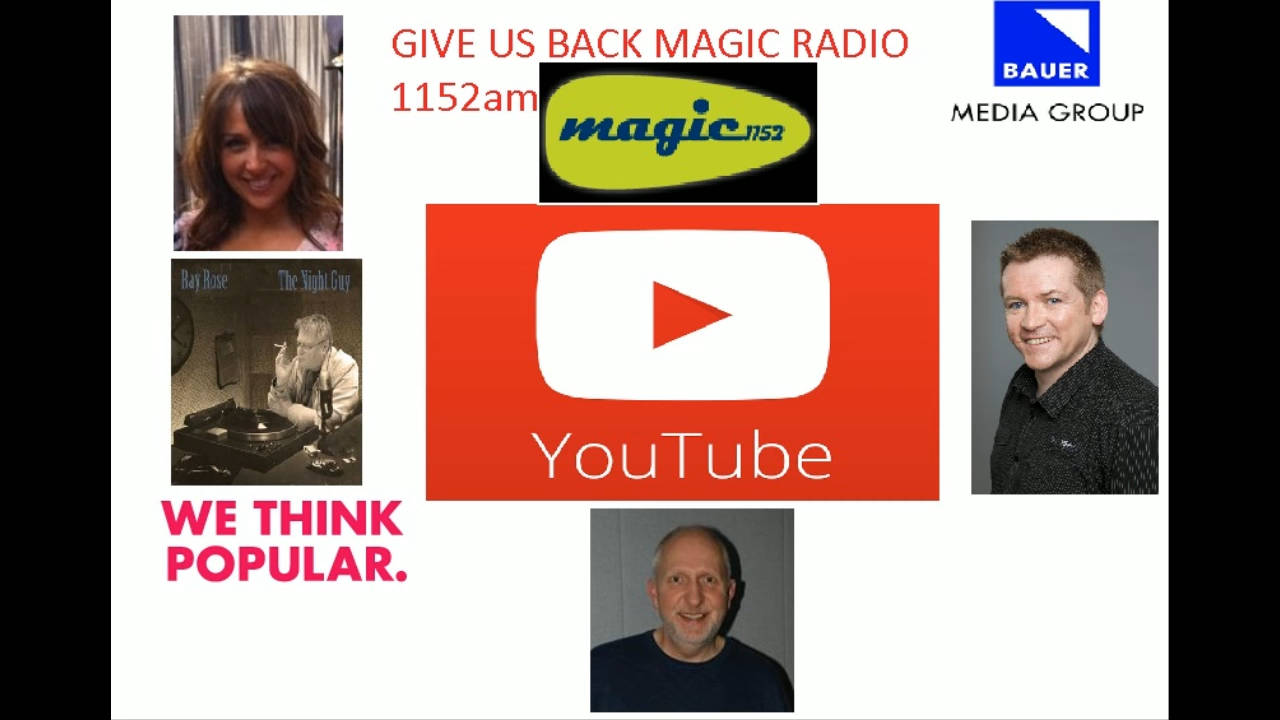 GIVE US BACK MAGIC RADIO
1152am
magic 1152
BAUER
MEDIA GROUP
Ray Rose The Night Guy
YouTube
WE THINK
POPULAR.